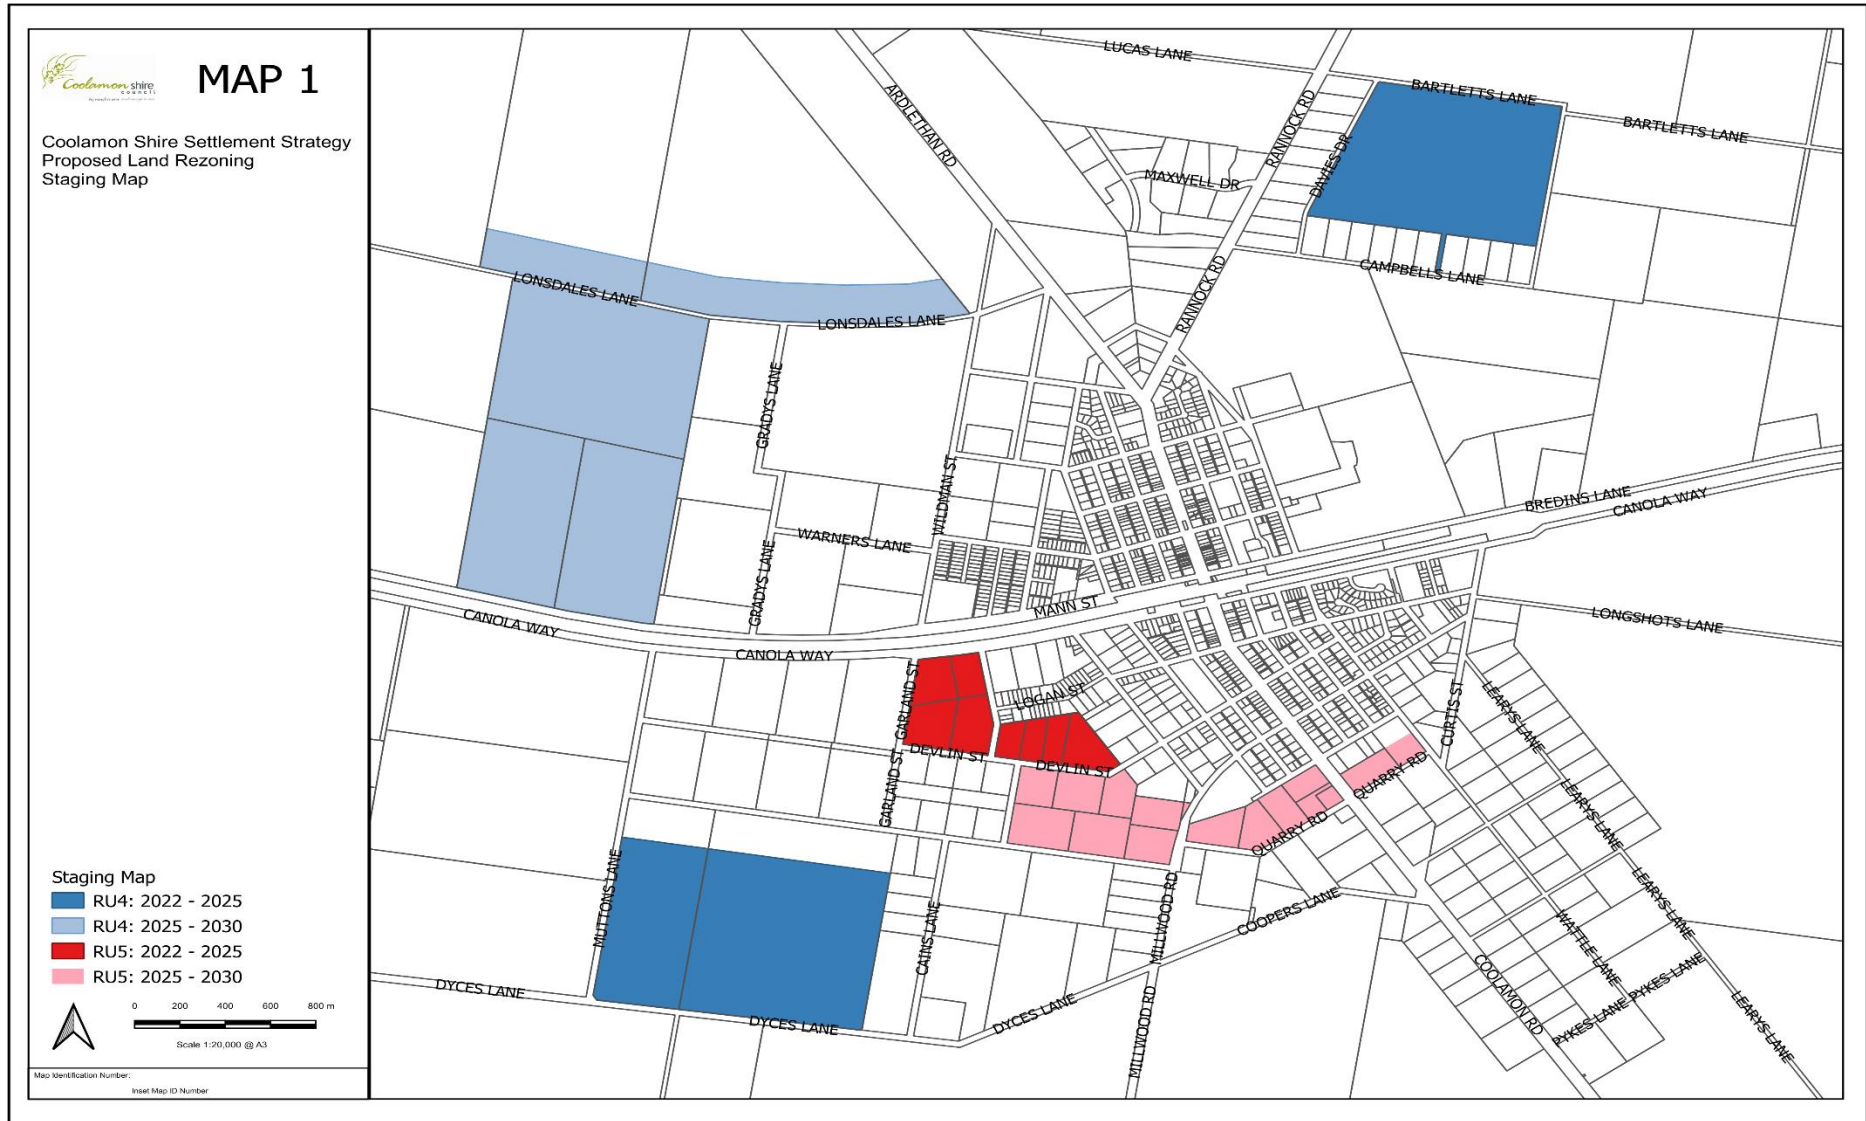 Coolamon shire
council
MAP 1
Coolamon Shire Settlement Strategy
Proposed Land Rezoning
Staging Map
Staging Map
RU4: 2022 - 2025
RU4: 2025 - 2030
RU5: 2022 - 2025
RU5: 2025 - 2030
0 200 400 600 800 m
Scale 1:20,000 @ A3
Map Identification Number:
Inset Map ID Number
LUCAS LANE
BARTLETTS LANE
BARTLETTS LANE
ARDLETHAN RD
RANNOCK RD
DAVIES DR
MAXWELL DR
RANNOCK RD
CAMPBELLS LANE
LONSDALES LANE
LONSDALES LANE
GRADYS LANE
WILDMAN ST
WARNERS LANE
GRADYS LANE
BREDINS LANE
CANOLA WAY
MANN ST
CANOLA WAY
CANOLA WAY
LONGSHOTS LANE
GARLAND ST
LOGAN ST
CURTIS ST
LEARYS LANE
DEVLIN ST
DEVLIN ST
GARLAND ST
QUARRY RD
QUARRY RD
LEARYS LANE
MUTTONS LANE
CAINS LANE
MILLWOOD RD
COOPERS LANE
LEARYS LANE
WATTLE LANE
COOLAMON RD
PYKES LANE
PYKES LANE
LEARYS LANE
DYCES LANE
DYCES LANE
DYCES LANE
MILLWOOD RD